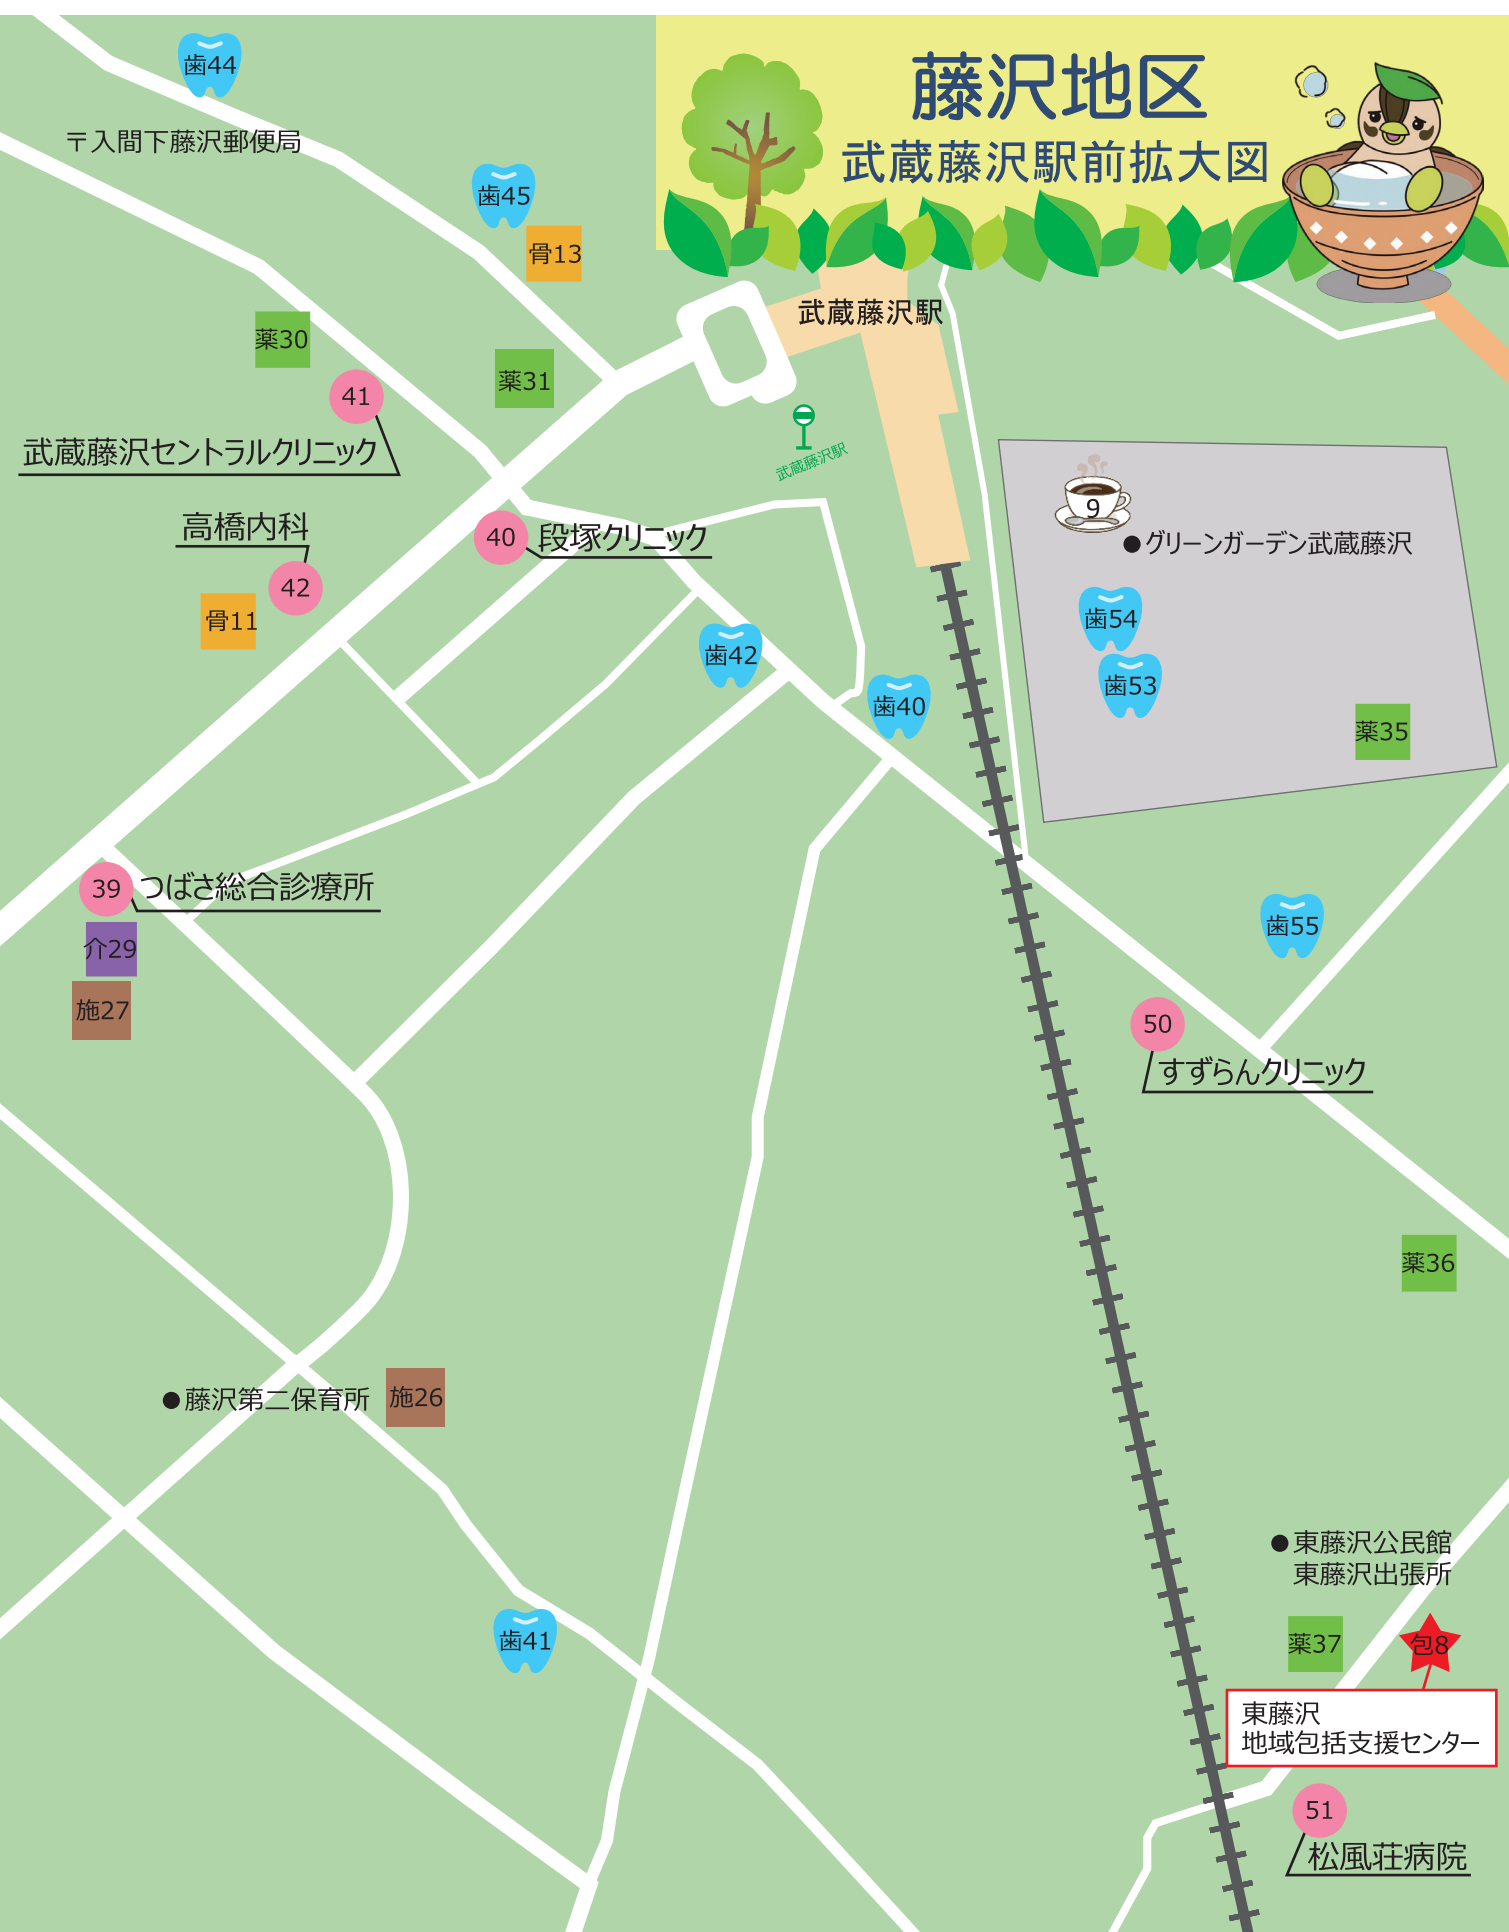 藤沢地区
武蔵藤沢駅前拡大図
歯44
〒入間下藤沢郵便局
歯45
骨13
武蔵藤沢駅
薬30
薬31
41
武蔵藤沢セントラルクリニック
武蔵藤沢駅
高橋内科
42
骨11
40
段塚クリニック
9
●グリーンガーデン武蔵藤沢
歯54
歯53
薬35
歯42
歯40
39
つばさ総合診療所
介29
施27
歯55
50
すずらんクリニック
薬36
●藤沢第二保育所
施26
歯41
●東藤沢公民館
東藤沢出張所
薬37
包8
東藤沢
地域包括支援センター
51
松風荘病院